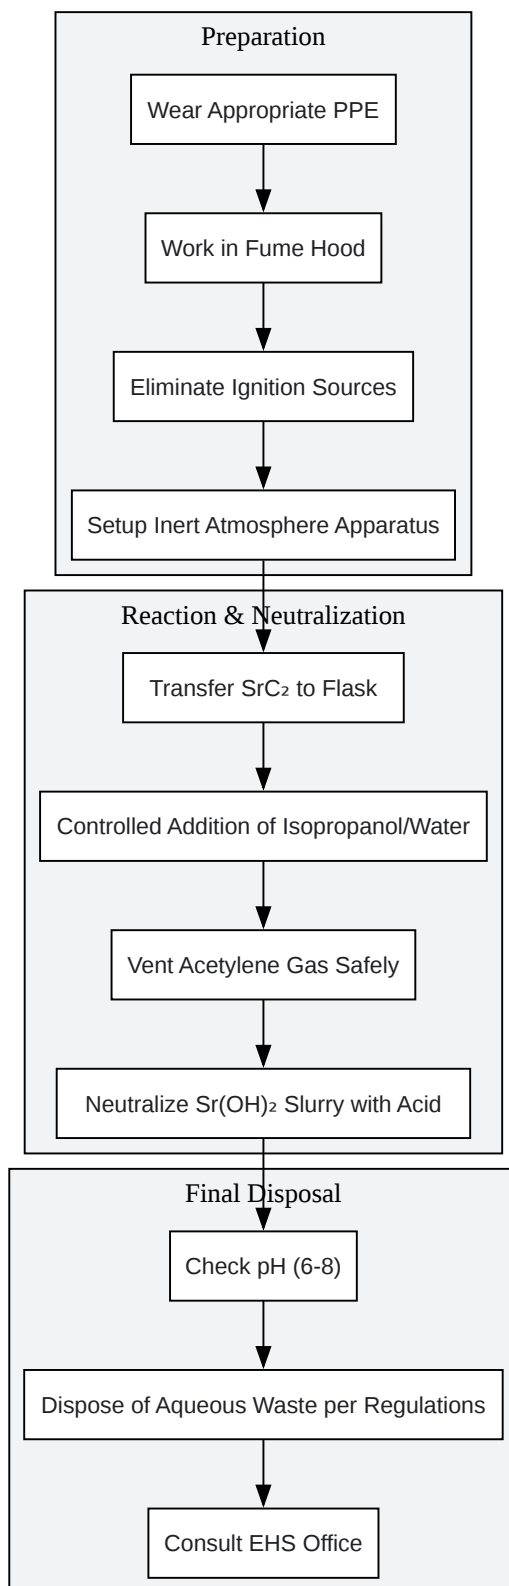 Preparation
Wear Appropriate PPE
Work in Fume Hood
Eliminate Ignition Sources
Setup Inert Atmosphere Apparatus
Reaction & Neutralization
Transfer SrC₂ to Flask
Controlled Addition of Isopropanol/Water
Vent Acetylene Gas Safely
Neutralize Sr(OH)₂ Slurry with Acid
Final Disposal
Check pH (6-8)
Dispose of Aqueous Waste per Regulations
Consult EHS Office